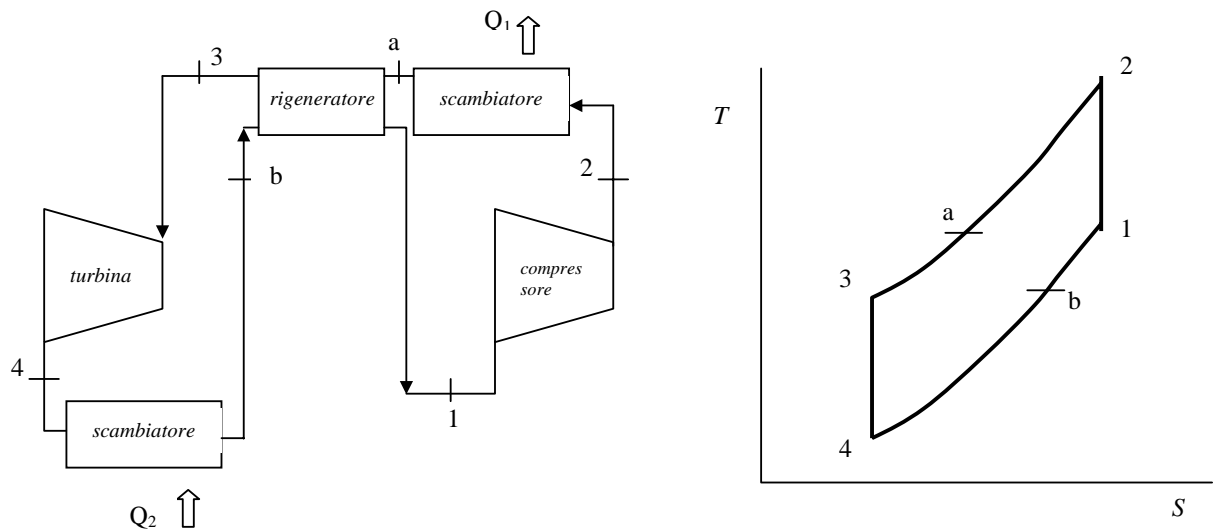 Q1
a
3
rigeneratore
scambiatore
2
b
turbina
compres
sore
4
1
scambiatore
Q2
2
T
a
1
3
b
4
S